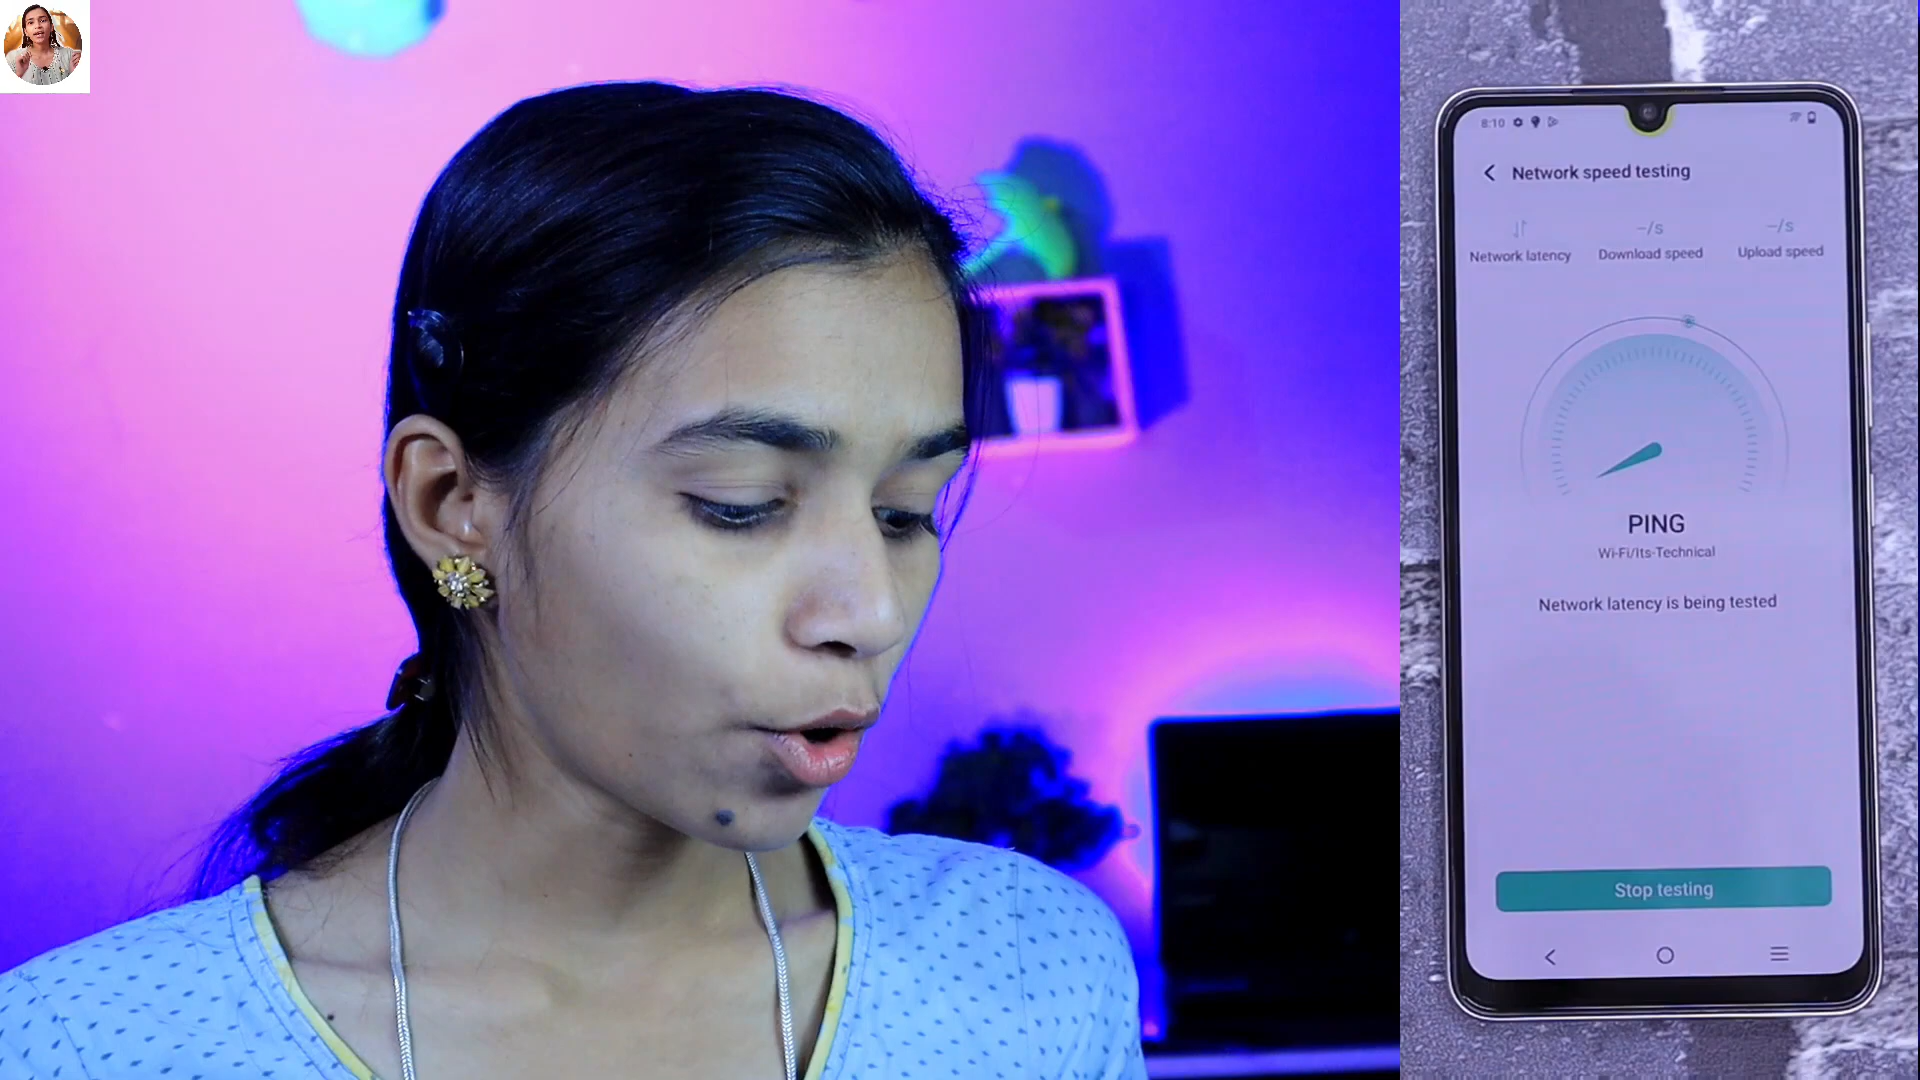 8:10
Network speed testing
–/s
–/s
Network latency
Download speed
Upload speed
PING
Wi-Fi/Its-Technical
Network latency is being tested
Stop testing